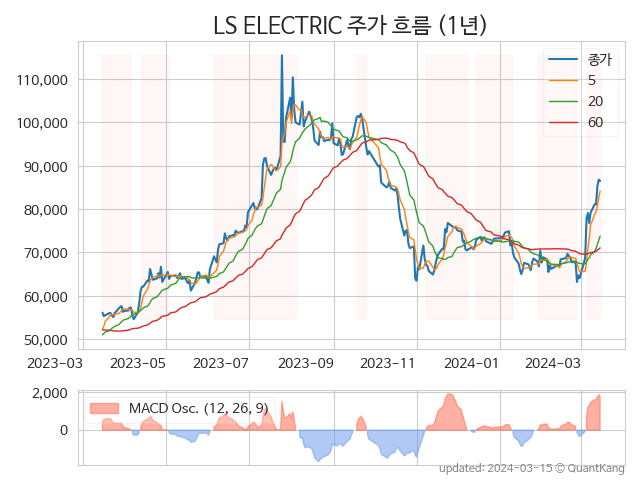 LS ELECTRIC 주가 흐름 (1년)
110,000
100,000
90,000
80,000
70,000
60,000
50,000
종가
5
20
60
2023-03 2023-05 2023-07 2023-09 2023-11 2024-01 2024-03
2,000
0
MACD Osc. (12, 26, 9)
updated: 2024-03-15 © QuantKang